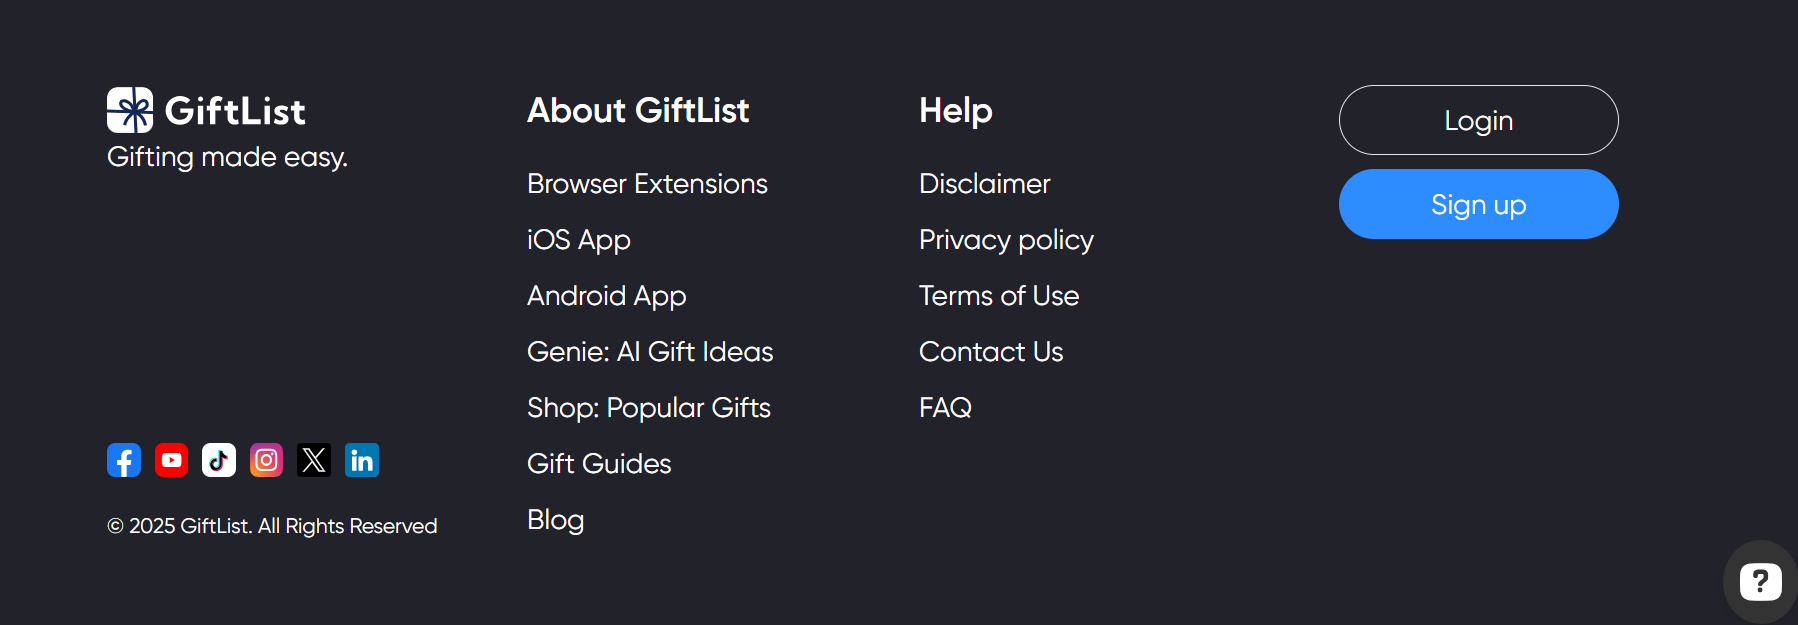 GiftList
Gifting made easy.
© 2025 GiftList. All Rights Reserved
About GiftList
Browser Extensions
iOS App
Android App
Genie: AI Gift Ideas
Shop: Popular Gifts
Gift Guides
Blog
Help
Disclaimer
Privacy policy
Terms of Use
Contact Us
FAQ
Login
Sign up
?